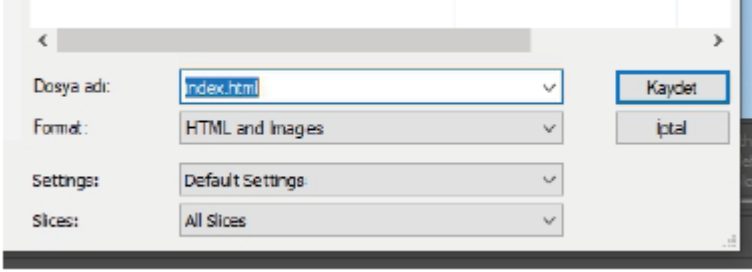 Dosya adı: index.html Kaydet
Format: HTML and Images İptal
Settings: Default Settings
Slices: All Slices